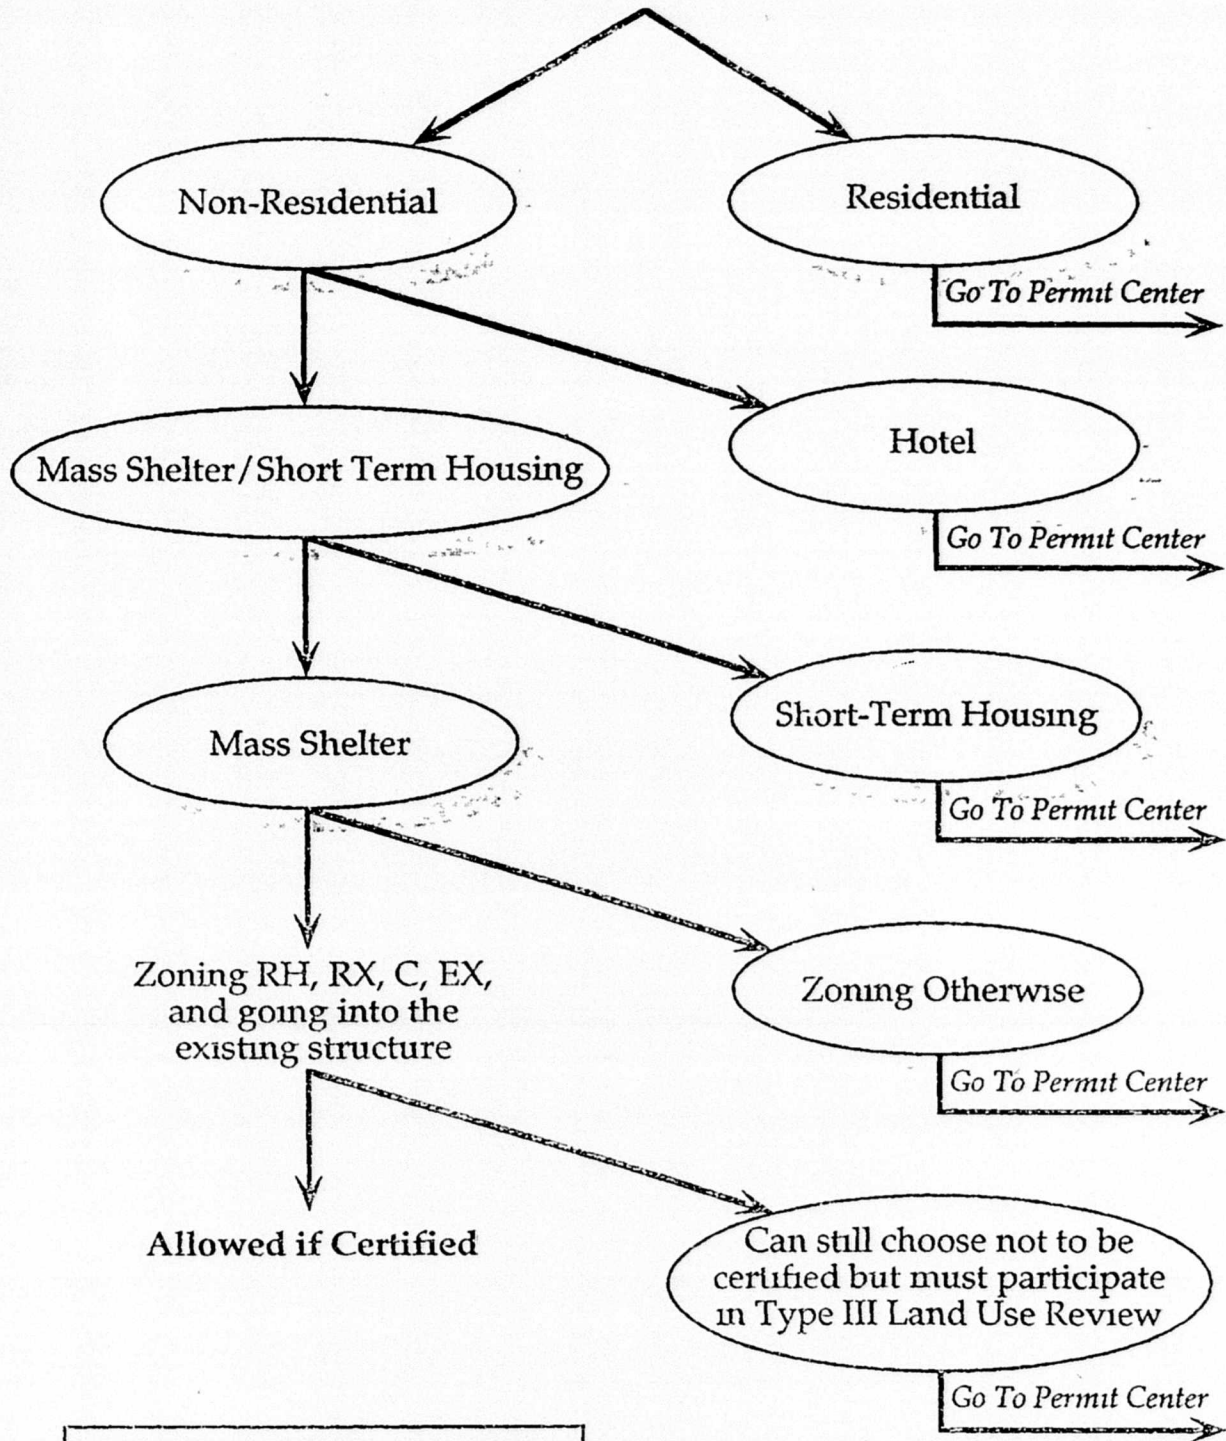 Non-Residential
Residential
Go To Permit Center
Mass Shelter/Short Term Housing
Hotel
Go To Permit Center
Mass Shelter
Short-Term Housing
Go To Permit Center
Zoning RH, RX, C, EX,
and going into the
existing structure
Zoning Otherwise
Go To Permit Center
Allowed if Certified
Can still choose not to be
certified but must participate
in Type III Land Use Review
Go To Permit Center